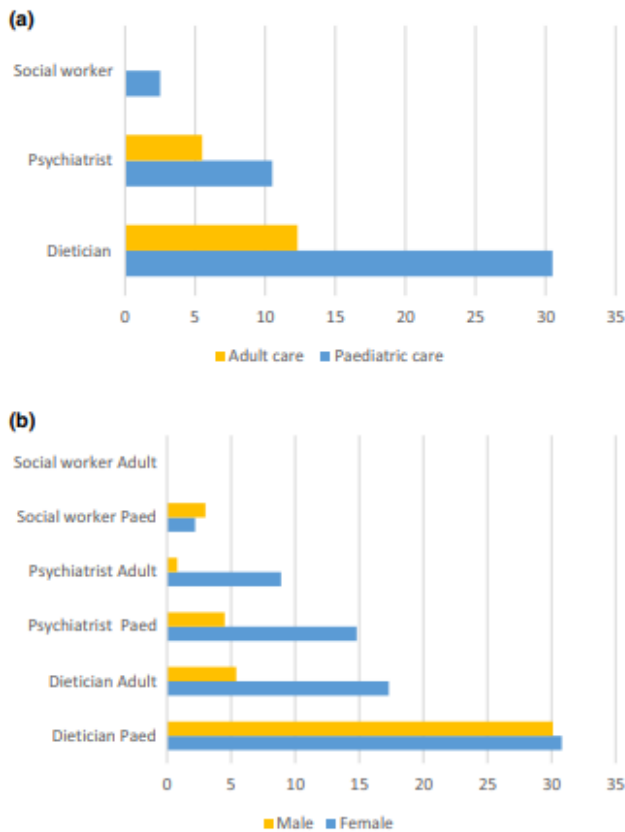 (a)
Social worker
Psychiatrist
Dietician
0 5 10 15 20 25 30 35
Adult care Paediatric care
(b)
Social worker Adult
Social worker Paed
Psychiatrist Adult
Psychiatrist Paed
Dietician Adult
Dietician Paed
0 5 10 15 20 25 30 35
Male Female